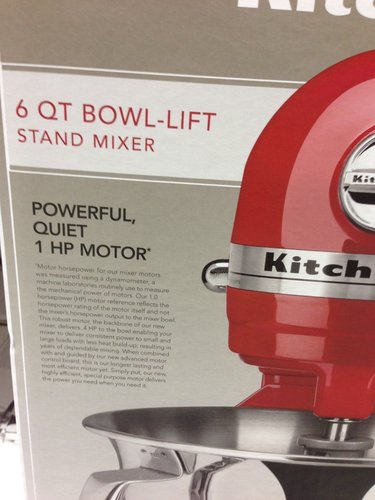 Kit
6 QT BOWL-LIFT
STAND MIXER
POWERFUL,
QUIET
1 HP MOTOR*
*Motor horsepower for our mixer motors
was measured using a dynamometer, a
machine laboratories routinely use to measure
the mechanical power of motors. Our 1.0
horsepower (HP) motor reference reflects the
horsepower rating of the motor itself and not
the mixer's horsepower output to the mixer bowl.
This robust motor, the backbone of our new
mixer, delivers .4 HP to the bowl enabling your
mixer to deliver consistent power to small and
large loads with less heat build-up, resulting in
years of dependable mixing. When combined
with and guided by our new advanced motor
control board, this is our longest lasting and
most efficient motor yet. Simply put, our new,
highly efficient, special purpose motor delivers
the power you need when you need it.
Kit
Kitch